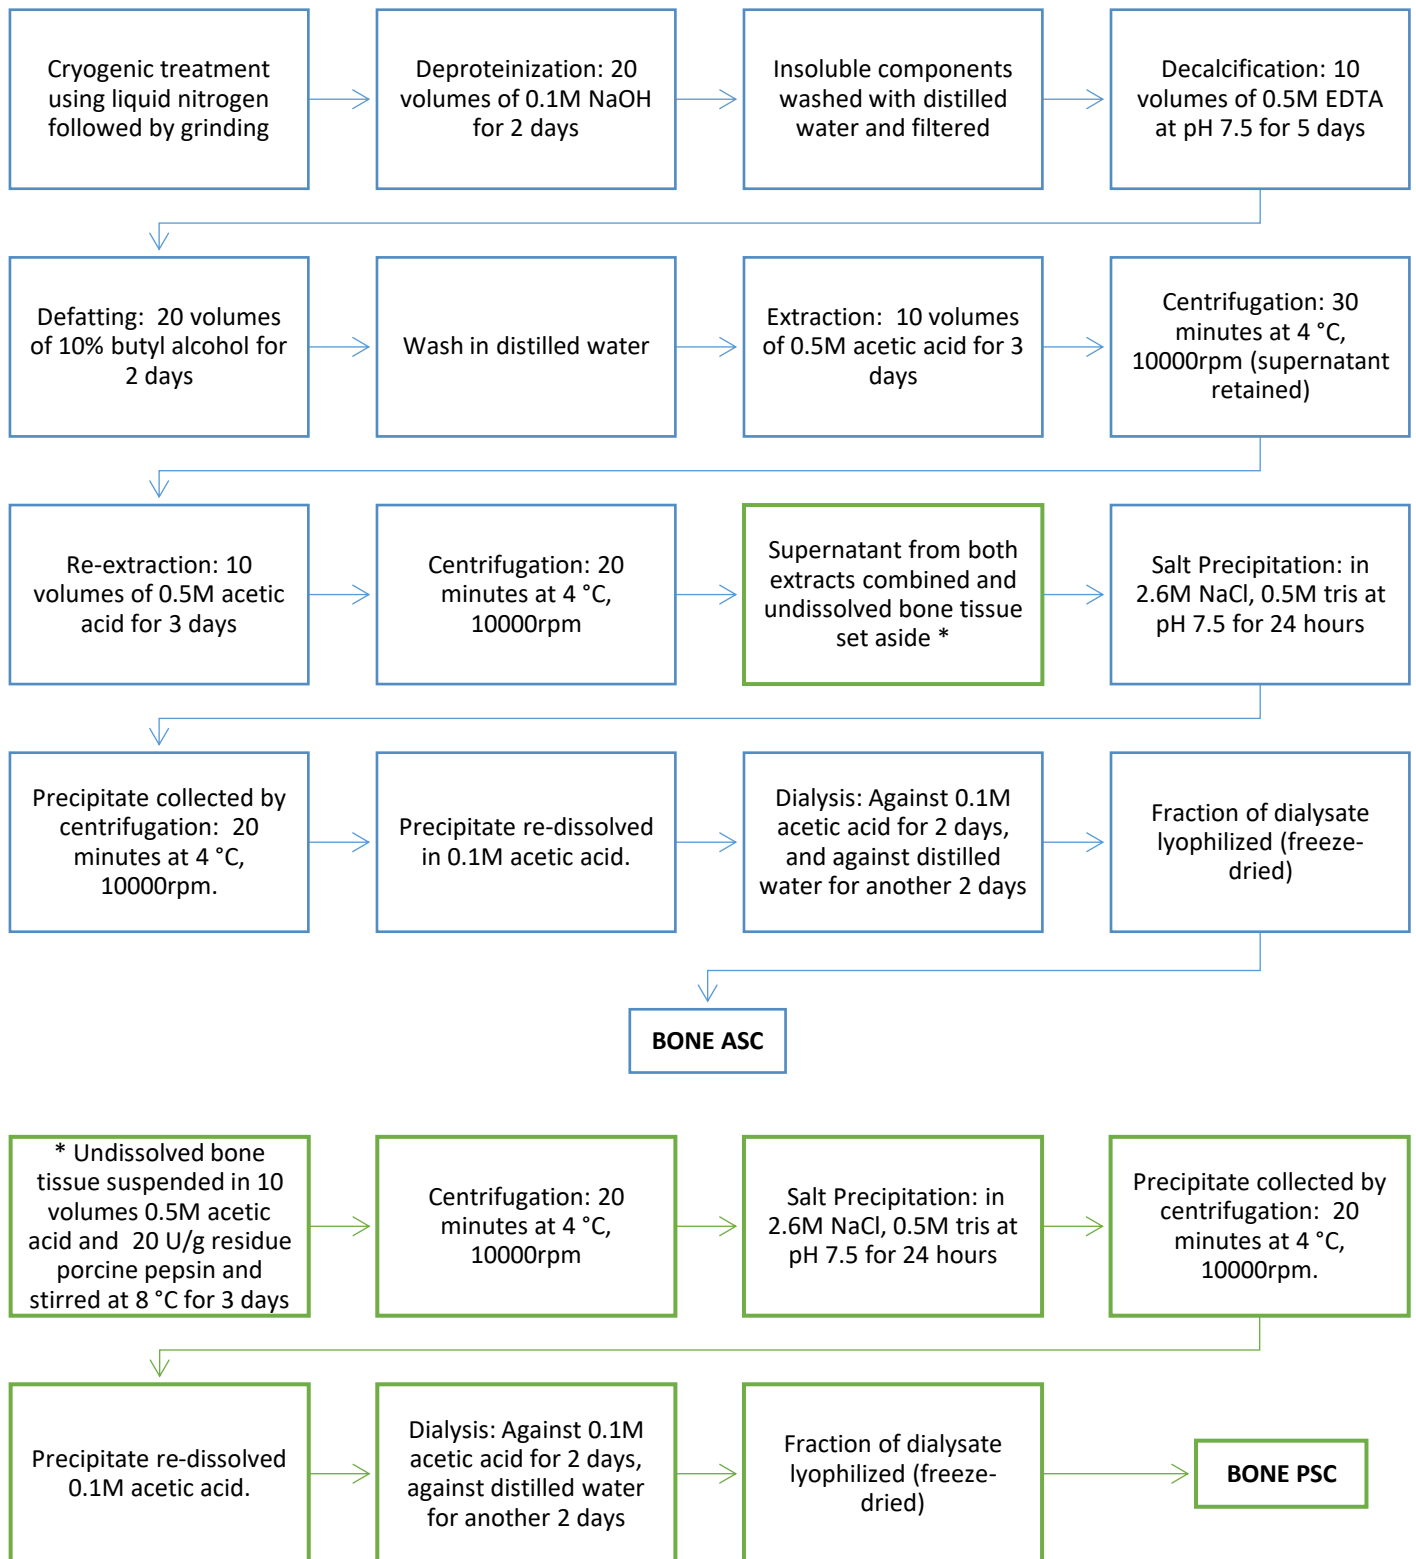 Cryogenic treatment
using liquid nitrogen
followed by grinding
Deproteinization: 20
volumes of 0.1M NaOH
for 2 days
Insoluble components
washed with distilled
water and filtered
Decalcification: 10
volumes of 0.5M EDTA
at pH 7.5 for 5 days
Defatting: 20 volumes
of 10% butyl alcohol for
2 days
Wash in distilled water
Extraction: 10 volumes
of 0.5M acetic acid for 3
days
Centrifugation: 30
minutes at 4 °C,
10000rpm (supernatant
retained)
Re-extraction: 10
volumes of 0.5M acetic
acid for 3 days
Centrifugation: 20
minutes at 4 °C,
10000rpm
Supernatant from both
extracts combined and
undissolved bone tissue
set aside *
Salt Precipitation: in
2.6M NaCl, 0.5M tris at
pH 7.5 for 24 hours
Precipitate collected by
centrifugation: 20
minutes at 4 °C,
10000rpm.
Precipitate re-dissolved
in 0.1M acetic acid.
Dialysis: Against 0.1M
acetic acid for 2 days,
and against distilled
water for another 2 days
Fraction of dialysate
lyophilized (freeze-
dried)
BONE ASC
* Undissolved bone
tissue suspended in 10
volumes 0.5M acetic
acid and 20 U/g residue
porcine pepsin and
stirred at 8 °C for 3 days
Centrifugation: 20
minutes at 4 °C,
10000rpm
Salt Precipitation: in
2.6M NaCl, 0.5M tris at
pH 7.5 for 24 hours
Precipitate collected by
centrifugation: 20
minutes at 4 °C,
10000rpm.
Precipitate re-dissolved
0.1M acetic acid.
Dialysis: Against 0.1M
acetic acid for 2 days,
against distilled water
for another 2 days
Fraction of dialysate
lyophilized (freeze-
dried)
BONE PSC